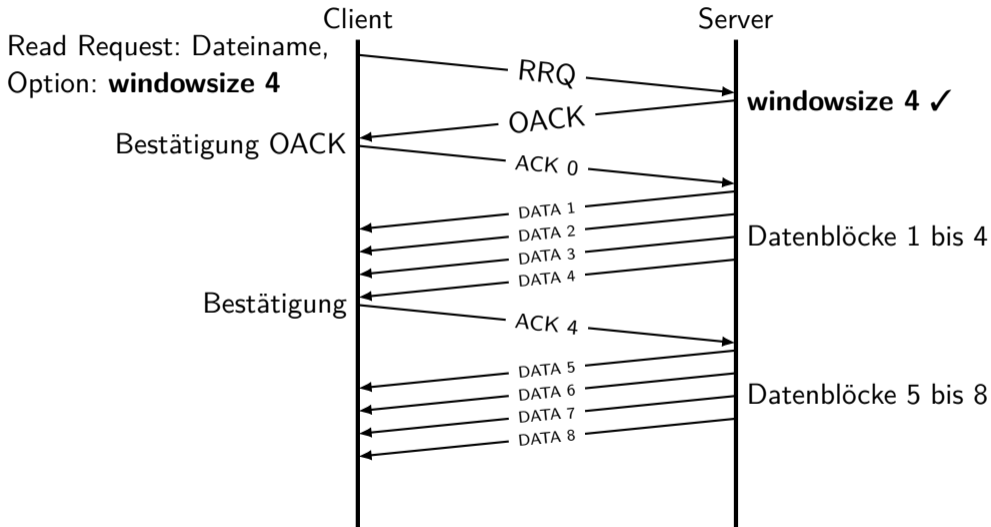 Client
Server
Read Request: Dateiname,
Option: windowsize 4
RRQ
windowsize 4 ✓
OACK
Bestätigung OACK
ACK 0
DATA 1
DATA 2
DATA 3
DATA 4
Datenblöcke 1 bis 4
Bestätigung
ACK 4
DATA 5
DATA 6
DATA 7
DATA 8
Datenblöcke 5 bis 8